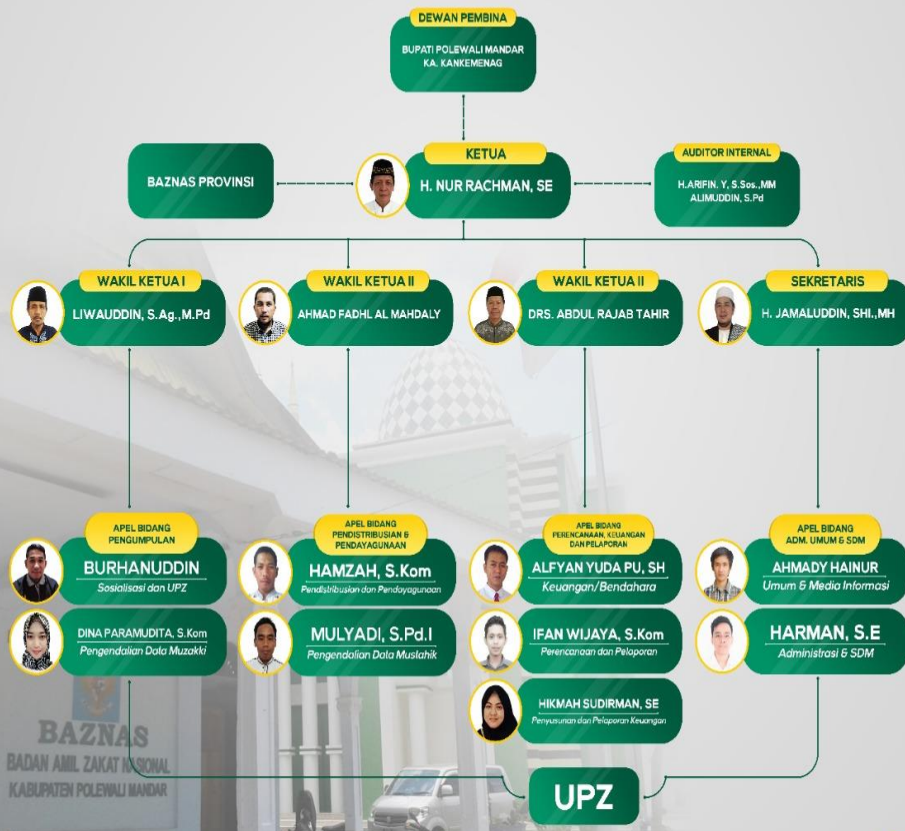 DEWAN PEMBINA
BUPATI POLEWALI MANDAR
KA. KANKEMENAG
BAZNAS PROVINSI
KETUA
H. NUR RACHMAN, SE
AUDITOR INTERNAL
H.ARIFIN. Y, S.Sos.,MM
ALIMUDDIN, S.Pd
WAKIL KETUA I
LIWAUDDIN, S.Ag.,M.Pd
WAKIL KETUA II
AHMAD FADHL AL MAHDALY
WAKIL KETUA II
DRS. ABDUL RAJAB TAHIR
SEKRETARIS
H. JAMALUDDIN, SHI.,MH
APEL BIDANG
PENGUMPULAN
BURHANUDDIN
Sosialisasi dan UPZ
DINA PARAMUDITA, S.Kom
Pengendalian Data Muzakki
APEL BIDANG
PENDISTRIBUSIAN &
PENDAYAGUNAAN
HAMZAH, S.Kom
Pendistribusian dan Pendayagunaan
MULYADI, S.Pd.I
Pengendalian Data Mustahik
APEL BIDANG
PERENCANAAN, KEUANGAN
DAN PELAPORAN
ALFYAN YUDA PU, SH
Keuangan/Bendahara
IFAN WIJAYA, S.Kom
Perencanaan dan Pelaporan
HIKMAH SUDIRMAN, SE
Penyusunan dan Pelaporan Keuangan
APEL BIDANG
ADM. UMUM & SDM
AHMADY HAINUR
Umum & Media Informasi
HARMAN, S.E
Administrasi & SDM
UPZ
BAZNAS
BADAN AMIL ZAKAT NASIONAL
KABUPATEN POLEWALI MANDAR